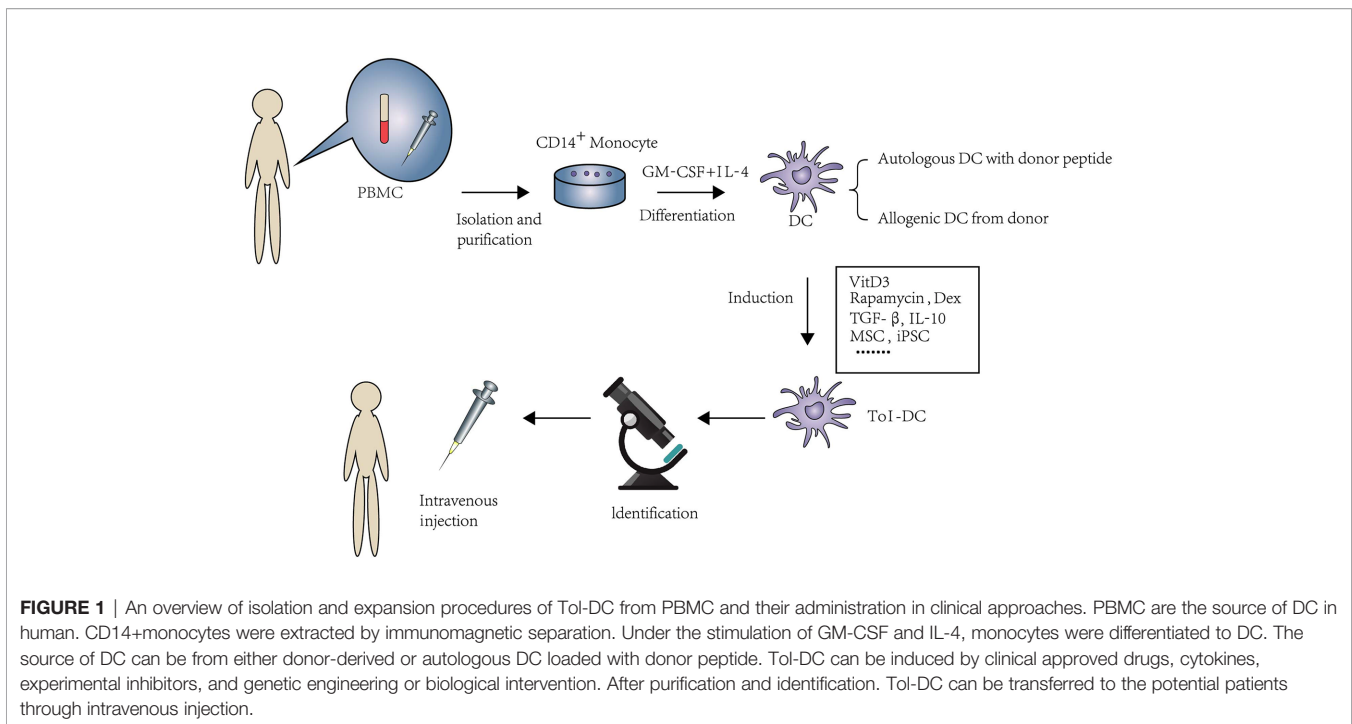 PBMC
Isolation and
purification
CD14+ Monocyte
GM-CSF+IL-4
Differentiation
DC
Autologous DC with donor peptide
Allogenic DC from donor
Induction
VitD3
Rapamycin, Dex
TGF- β, IL-10
MSC, iPSC
.......
Tol-DC
Identification
Intravenous
injection
FIGURE 1 | An overview of isolation and expansion procedures of Tol-DC from PBMC and their administration in clinical approaches. PBMC are the source of DC in
human. CD14+monocytes were extracted by immunomagnetic separation. Under the stimulation of GM-CSF and IL-4, monocytes were differentiated to DC. The
source of DC can be from either donor-derived or autologous DC loaded with donor peptide. Tol-DC can be induced by clinical approved drugs, cytokines,
experimental inhibitors, and genetic engineering or biological intervention. After purification and identification. Tol-DC can be transferred to the potential patients
through intravenous injection.